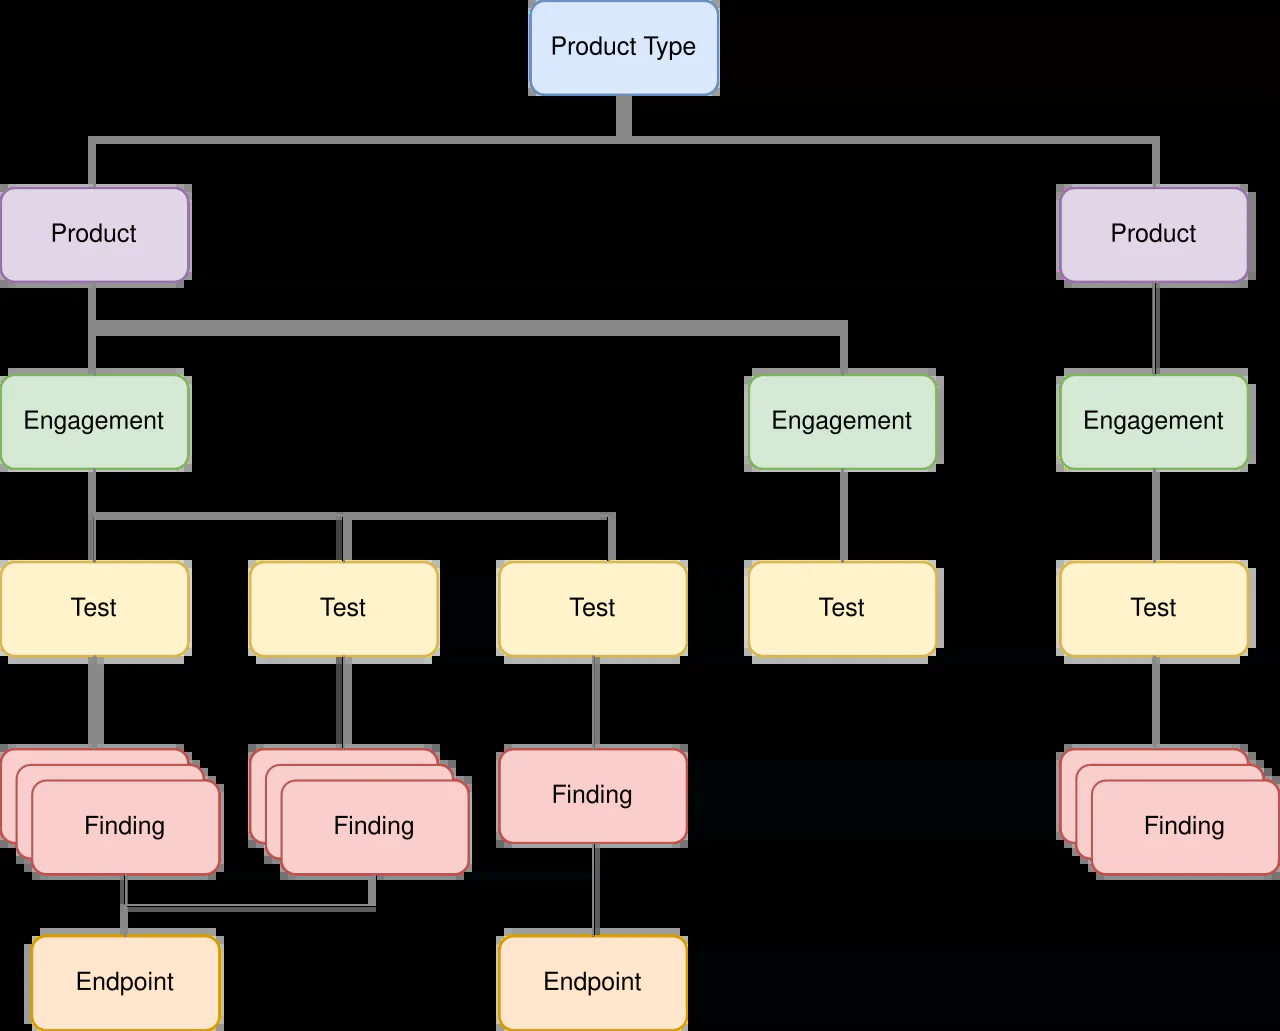 Product Type
Product
Product
Engagement
Engagement
Engagement
Test
Test
Test
Test
Test
Finding
Finding
Finding
Finding
Endpoint
Endpoint